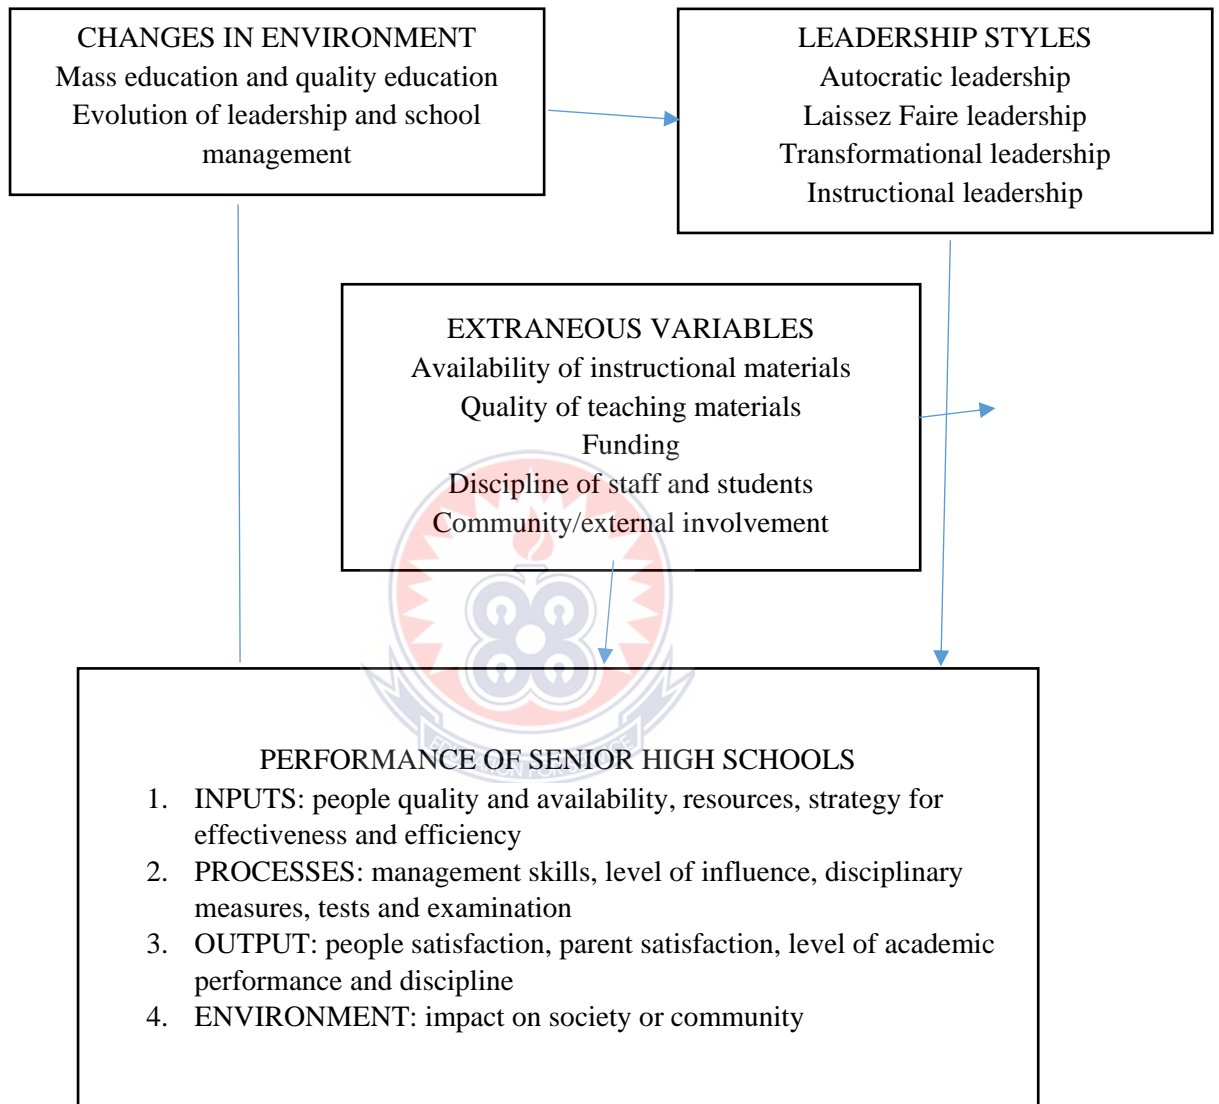 CHANGES IN ENVIRONMENT
Mass education and quality education
Evolution of leadership and school
management
LEADERSHIP STYLES
Autocratic leadership
Laissez Faire leadership
Transformational leadership
Instructional leadership
EXTRANEOUS VARIABLES
Availability of instructional materials
Quality of teaching materials
Funding
Discipline of staff and students
Community/external involvement
PERFORMANCE OF SENIOR HIGH SCHOOLS
1. INPUTS: people quality and availability, resources, strategy for
effectiveness and efficiency
2. PROCESSES: management skills, level of influence, disciplinary
measures, tests and examination
3. OUTPUT: people satisfaction, parent satisfaction, level of academic
performance and discipline
4. ENVIRONMENT: impact on society or community
EDUCATION FOR SERVICE